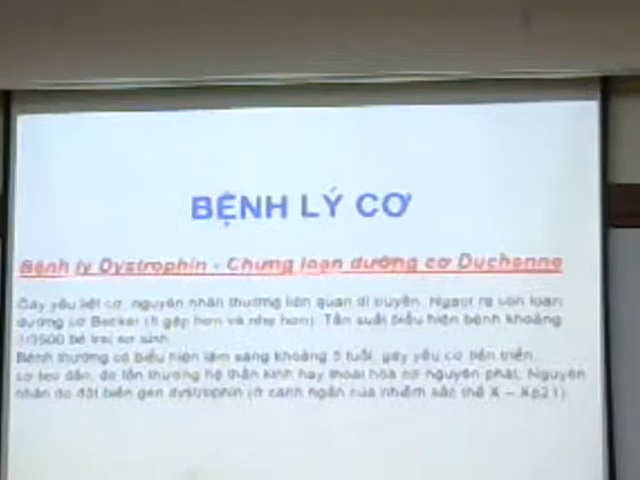 BỆNH LÝ CƠ
Bệnh lý Dystrophin - Chứng loạn dưỡng cơ Duchenne
Gây yếu liệt cơ, nguyên nhân thường liên quan di truyền. Ngoài ra còn loạn
dưỡng cơ Becker (ít gặp hơn và nhẹ hơn). Tần suất biểu hiện bệnh khoảng
1/3500 bé trai sơ sinh.
Bệnh thường có biểu hiện lâm sàng khoảng 5 tuổi, gây yếu cơ tiến triển,
cơ teo dần, do tổn thương hệ thần kinh hay thoái hóa cơ nguyên phát. Nguyên
nhân do đột biến gen dystrophin (ở cánh ngắn của nhiễm sắc thể X – Xp21)